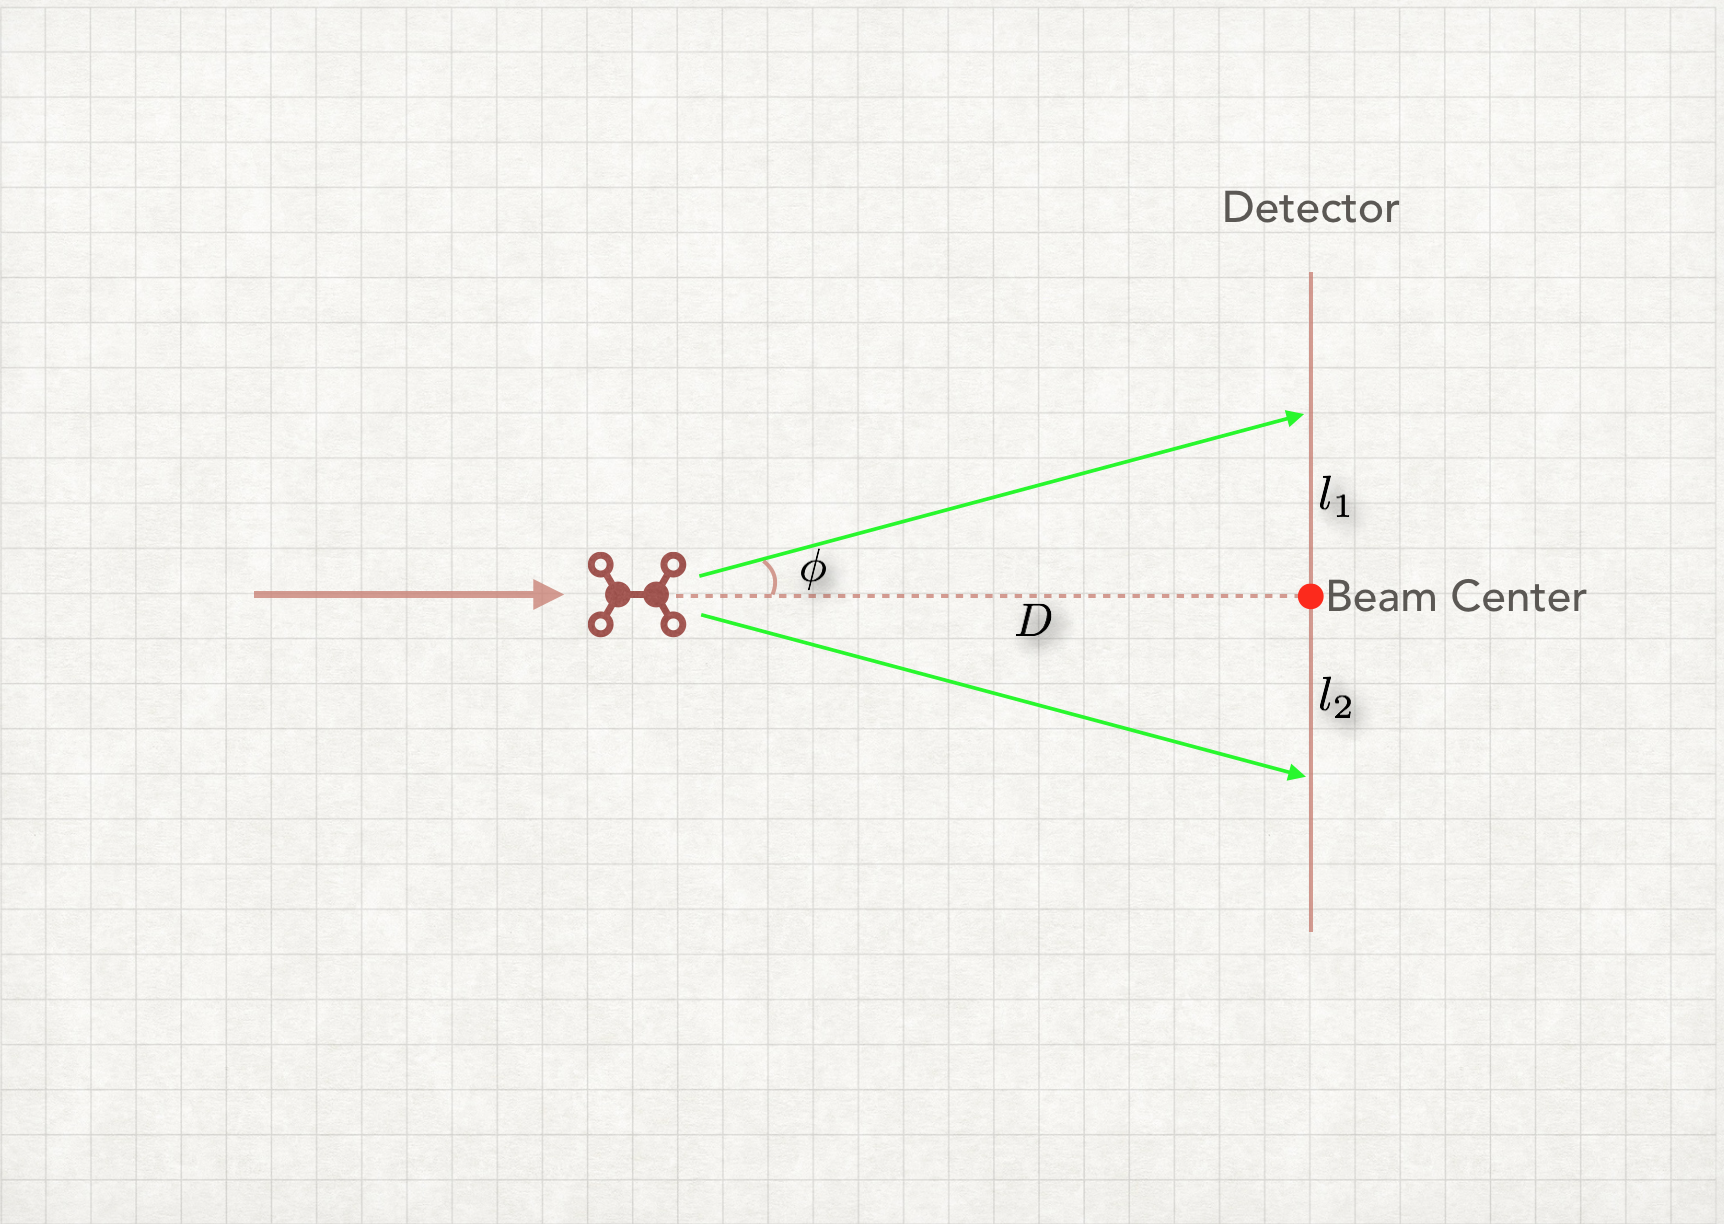 Detector
l₁
ϕ
Beam Center
D
l₂